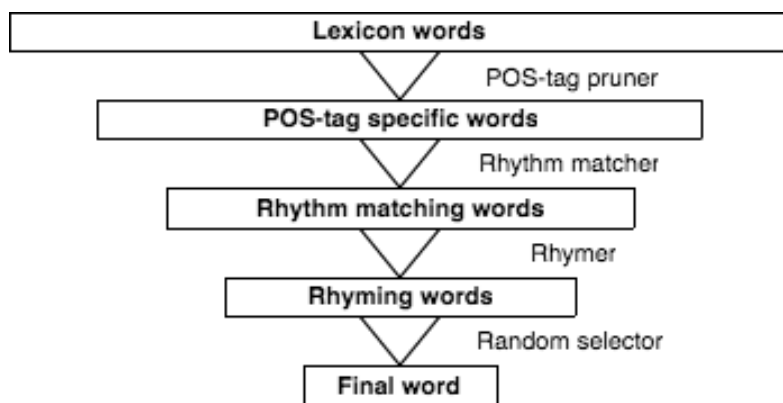 Lexicon words
POS-tag pruner
POS-tag specific words
Rhythm matcher
Rhythm matching words
Rhymer
Rhyming words
Random selector
Final word